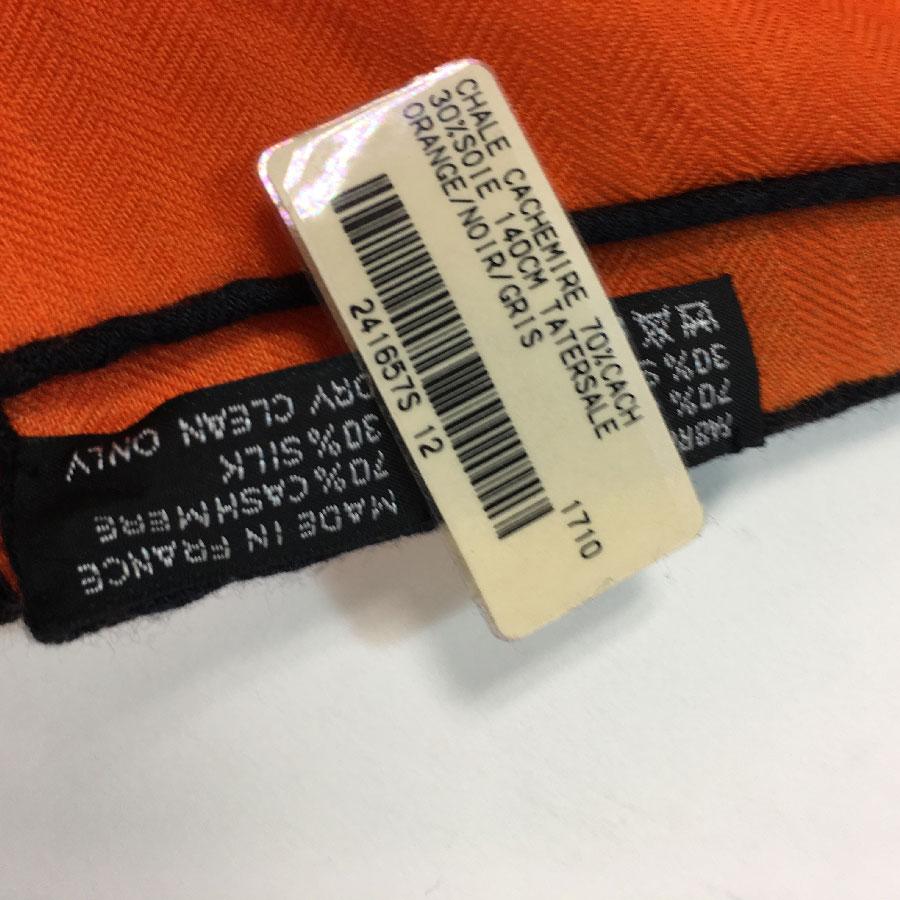 CHALE CACHEMIRE 70%CACH
30%SOIE 140CM TATERSALE
ORANGE/NOIR/GRIS
241657S 12
1710
MADE IN FRANCE
70% CASHMERE
30% SILK
DRY CLEAN ONLY
70%
30%